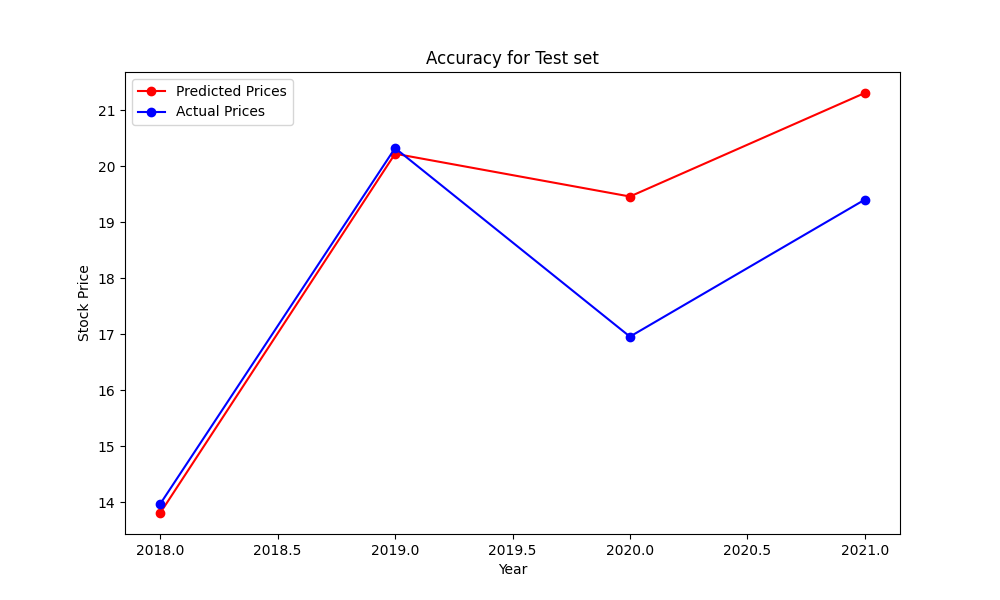 Accuracy for Test set
Predicted Prices
Actual Prices
21
20
19
18
17
16
15
14
Stock Price
2018.0 2018.5 2019.0 2019.5 2020.0 2020.5 2021.0
Year